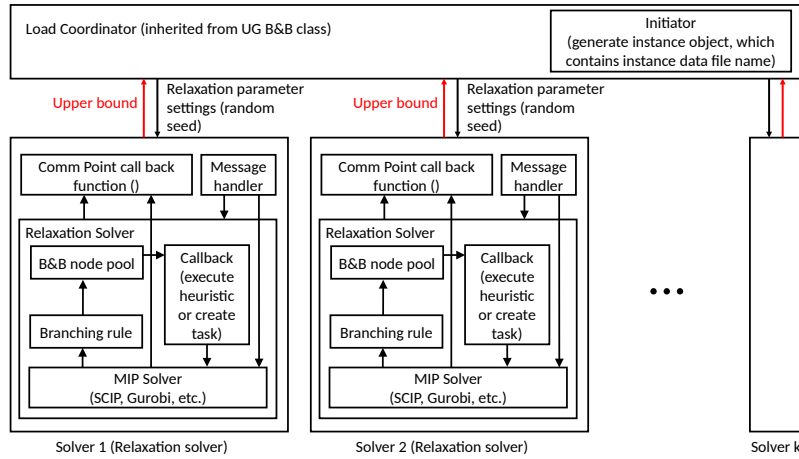 Load Coordinator (inherited from UG B&B class)
Initiator
(generate instance object, which
contains instance data file name)
Upper bound
Relaxation parameter
settings (random
seed)
Upper bound
Relaxation parameter
settings (random
seed)
Comm Point call back
function ()
Message
handler
Relaxation Solver
B&B node pool
Callback
(execute
heuristic
or create
task)
Branching rule
MIP Solver
(SCIP, Gurobi, etc.)
Solver 1 (Relaxation solver)
Comm Point call back
function ()
Message
handler
Relaxation Solver
B&B node pool
Callback
(execute
heuristic
or create
task)
Branching rule
MIP Solver
(SCIP, Gurobi, etc.)
Solver 2 (Relaxation solver)
...
Solver k